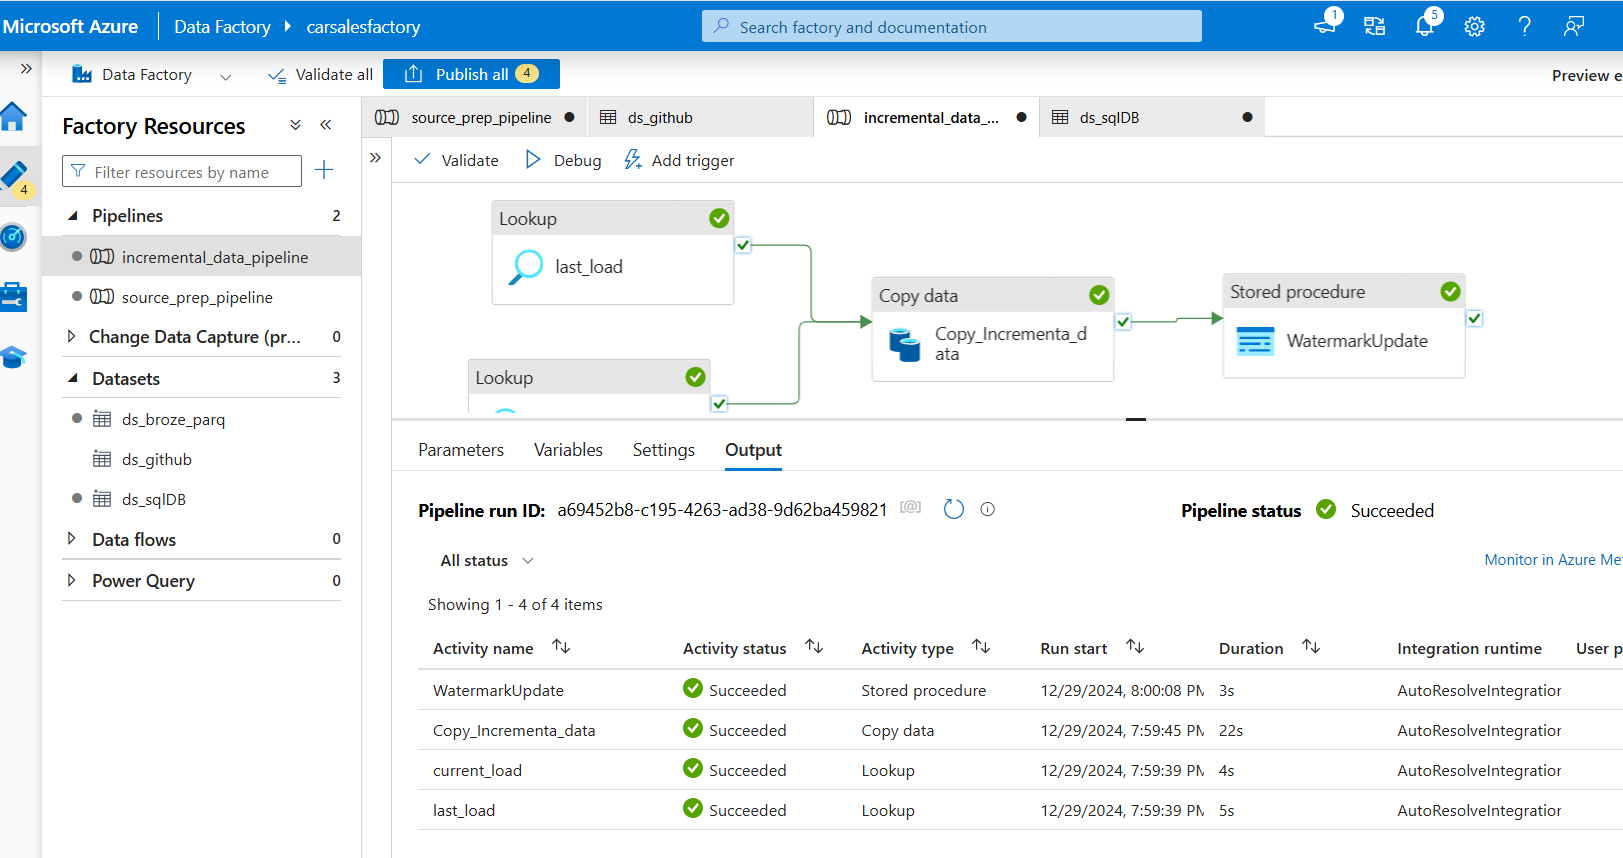 Microsoft Azure
Data Factory
carsalesfactory
Search factory and documentation
1
5
Data Factory
Validate all
Publish all 4
Preview e
4
Factory Resources
Filter resources by name
Pipelines 2
incremental_data_pipeline
source_prep_pipeline
Change Data Capture (pr... 0
Datasets 3
ds_broze_parq
ds_github
ds_sqlDB
Data flows 0
Power Query 0
source_prep_pipeline
ds_github
incremental_data_...
ds_sqlDB
Validate
Debug
Add trigger
Lookup
last_load
Lookup
Copy data
Copy_Incrementa_d
ata
Stored procedure
WatermarkUpdate
Parameters Variables Settings Output
Pipeline run ID: a69452b8-c195-4263-ad38-9d62ba459821 [@]
Pipeline status Succeeded
All status
Monitor in Azure Me
Showing 1 - 4 of 4 items
Activity name Activity status Activity type Run start Duration Integration runtime User p
WatermarkUpdate Succeeded Stored procedure 12/29/2024, 8:00:08 PM 3s AutoResolveIntegration
Copy_Incrementa_data Succeeded Copy data 12/29/2024, 7:59:45 PM 22s AutoResolveIntegration
current_load Succeeded Lookup 12/29/2024, 7:59:39 PM 4s AutoResolveIntegration
last_load Succeeded Lookup 12/29/2024, 7:59:39 PM 5s AutoResolveIntegration